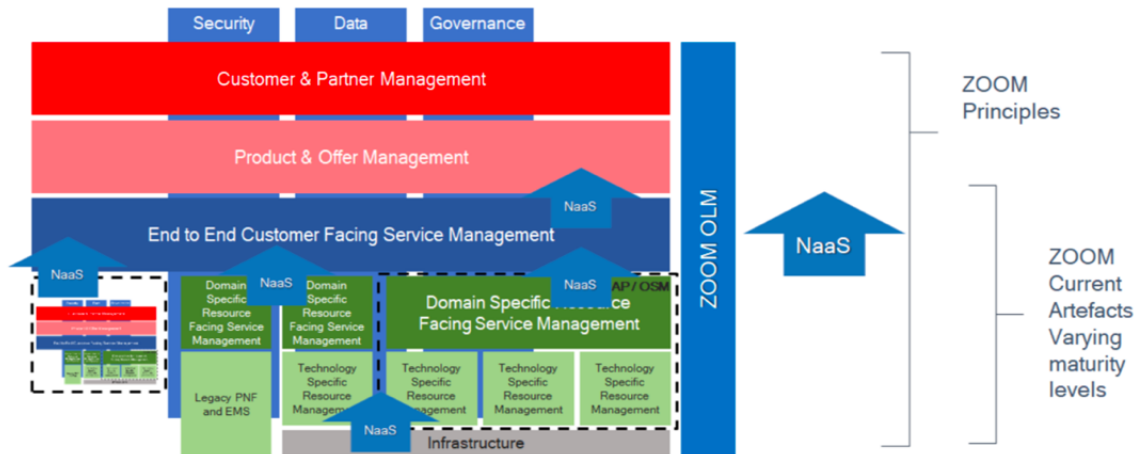 Security
Data
Governance
Customer & Partner Management
Product & Offer Management
NaaS
End to End Customer Facing Service Management
NaaS
NaaS
NaaS
AP / OSM
Domain
Specific
Resource
Facing Service
Management
Domain
Specific
Resource
Facing Service
Management
Domain Specific Resource
Facing Service Management
Legacy PNF
and EMS
Technology
Specific
Resource
Management
Technology
Specific
Resource
Management
Technology
Specific
Resource
Management
Technology
Specific
Resource
Management
NaaS
Infrastructure
ZOOM OLM
NaaS
ZOOM
Principles
ZOOM
Current
Artefacts
Varying
maturity
levels